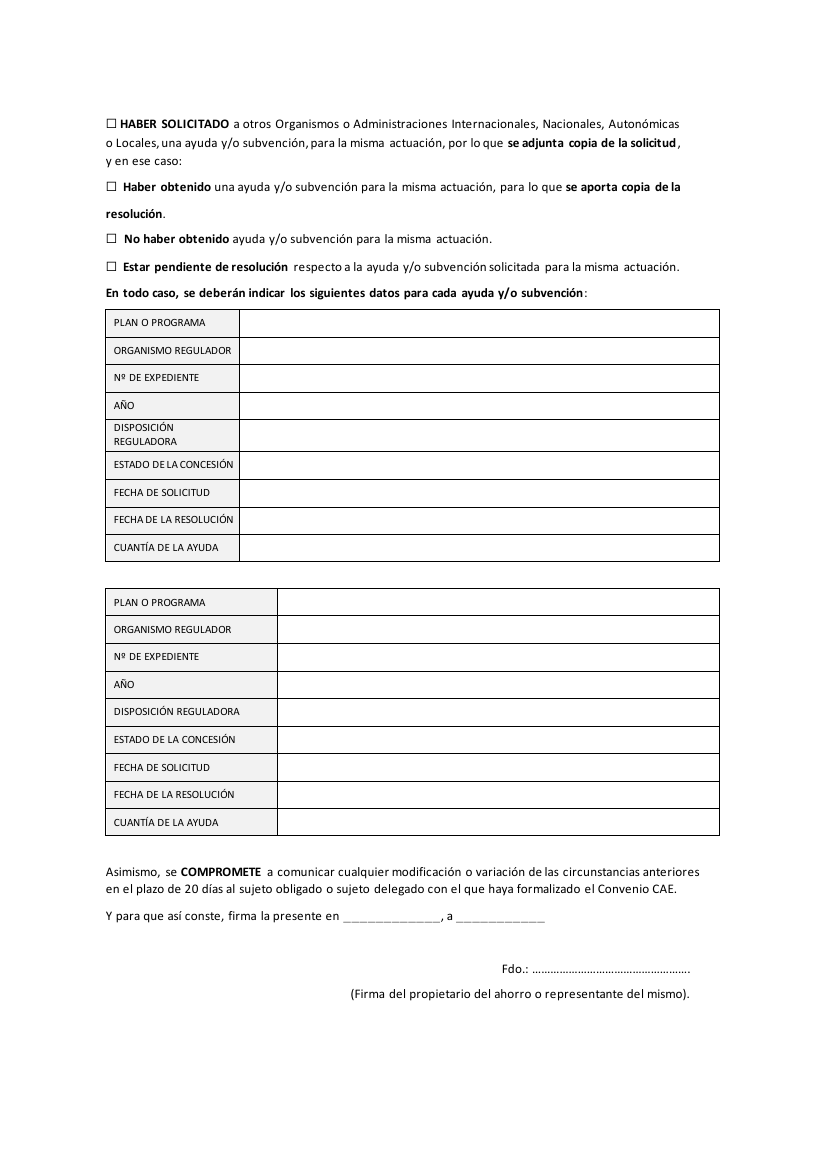 ☐ HABER SOLICITADO a otros Organismos o Administraciones Internacionales, Nacionales, Autonómicas
o Locales, una ayuda y/o subvención, para la misma actuación, por lo que se adjunta copia de la solicitud,
y en ese caso:
☐ Haber obtenido una ayuda y/o subvención para la misma actuación, para lo que se aporta copia de la
resolución.
☐ No haber obtenido ayuda y/o subvención para la misma actuación.
☐ Estar pendiente de resolución respecto a la ayuda y/o subvención solicitada para la misma actuación.
En todo caso, se deberán indicar los siguientes datos para cada ayuda y/o subvención:
PLAN O PROGRAMA
ORGANISMO REGULADOR
Nº DE EXPEDIENTE
AÑO
DISPOSICIÓN
REGULADORA
ESTADO DE LA CONCESIÓN
FECHA DE SOLICITUD
FECHA DE LA RESOLUCIÓN
CUANTÍA DE LA AYUDA
PLAN O PROGRAMA
ORGANISMO REGULADOR
Nº DE EXPEDIENTE
AÑO
DISPOSICIÓN REGULADORA
ESTADO DE LA CONCESIÓN
FECHA DE SOLICITUD
FECHA DE LA RESOLUCIÓN
CUANTÍA DE LA AYUDA
Asimismo, se COMPROMETE a comunicar cualquier modificación o variación de las circunstancias anteriores
en el plazo de 20 días al sujeto obligado o sujeto delegado con el que haya formalizado el Convenio CAE.
Y para que así conste, firma la presente en ____________, a ___________
Fdo.: …………………………………………….
(Firma del propietario del ahorro o representante del mismo).